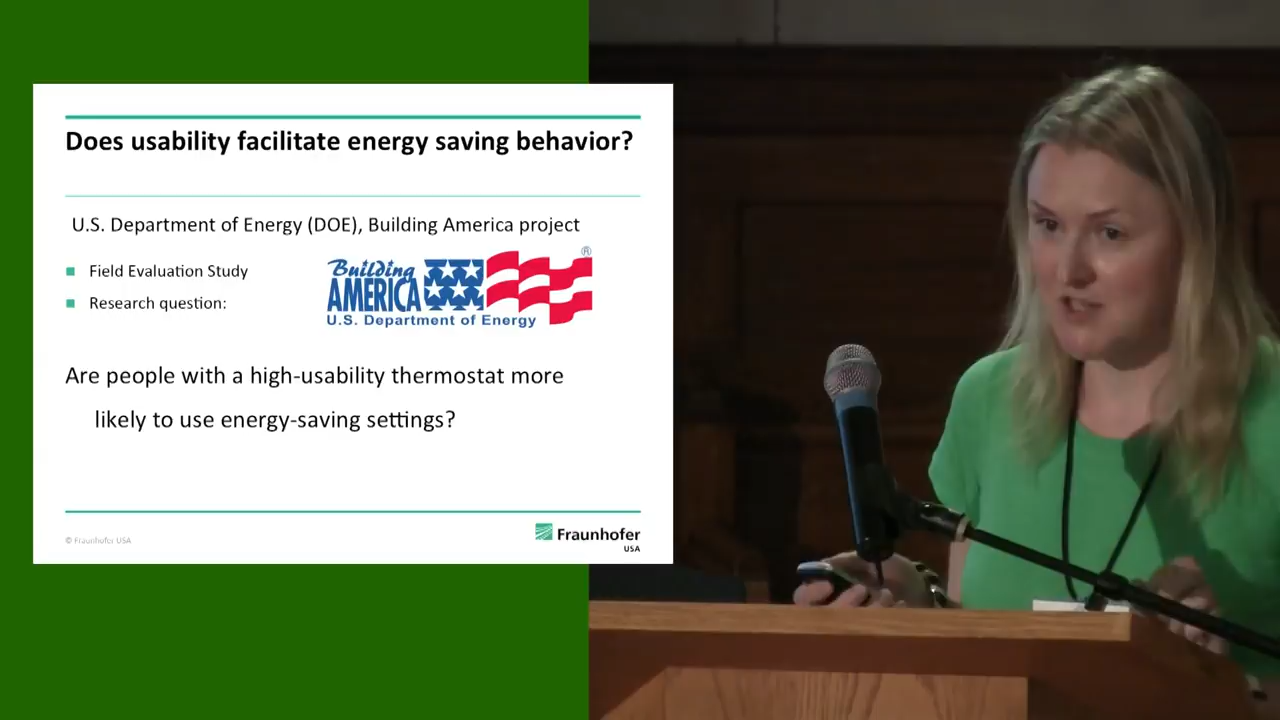 Does usability facilitate energy saving behavior?
U.S. Department of Energy (DOE), Building America project
Field Evaluation Study
Research question:
Building
AMERICA
®
U.S. Department of Energy
Are people with a high-usability thermostat more
likely to use energy-saving settings?
© Fraunhofer USA
Fraunhofer
USA